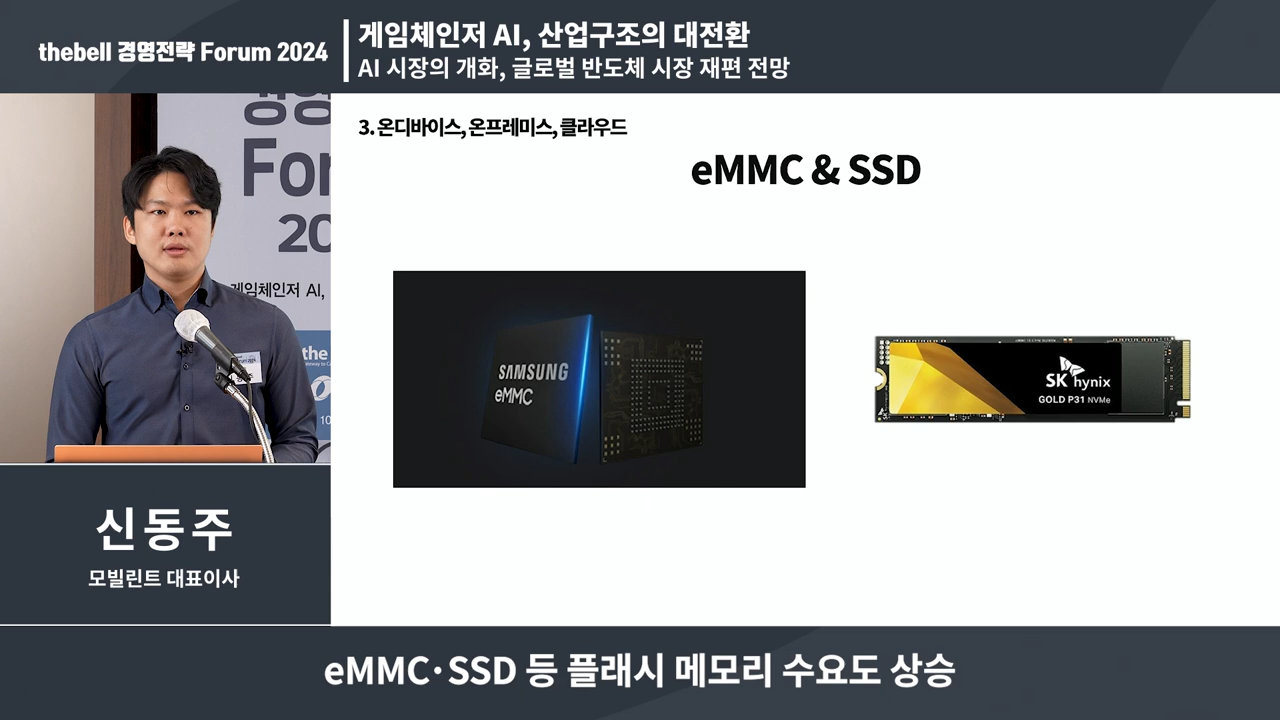 thebell 경영전략 Forum 2024
게임체인저 AI, 산업구조의 대전환
AI 시장의 개화, 글로벌 반도체 시장 재편 전망
3. 온디바이스, 온프레미스, 클라우드
eMMC & SSD
SAMSUNG
eMMC
SK hynix
GOLD P31 NVMe
경영
For
20
게임체인저 AI,
the
10
신동주
모빌린트 대표이사
eMMC·SSD 등 플래시 메모리 수요도 상승